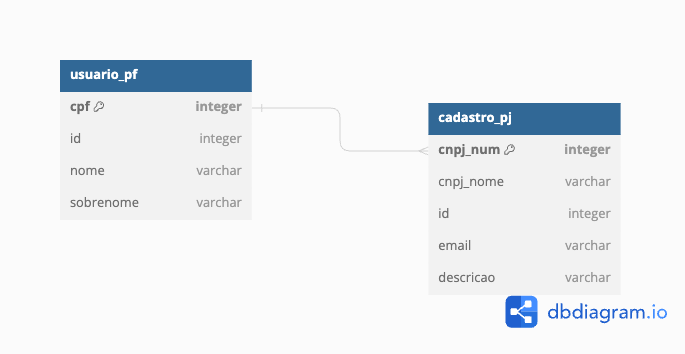 usuario_pf
cpf integer
id integer
nome varchar
sobrenome varchar
cadastro_pj
cnpj_num integer
cnpj_nome varchar
id integer
email varchar
descricao varchar
dbdiagram.io